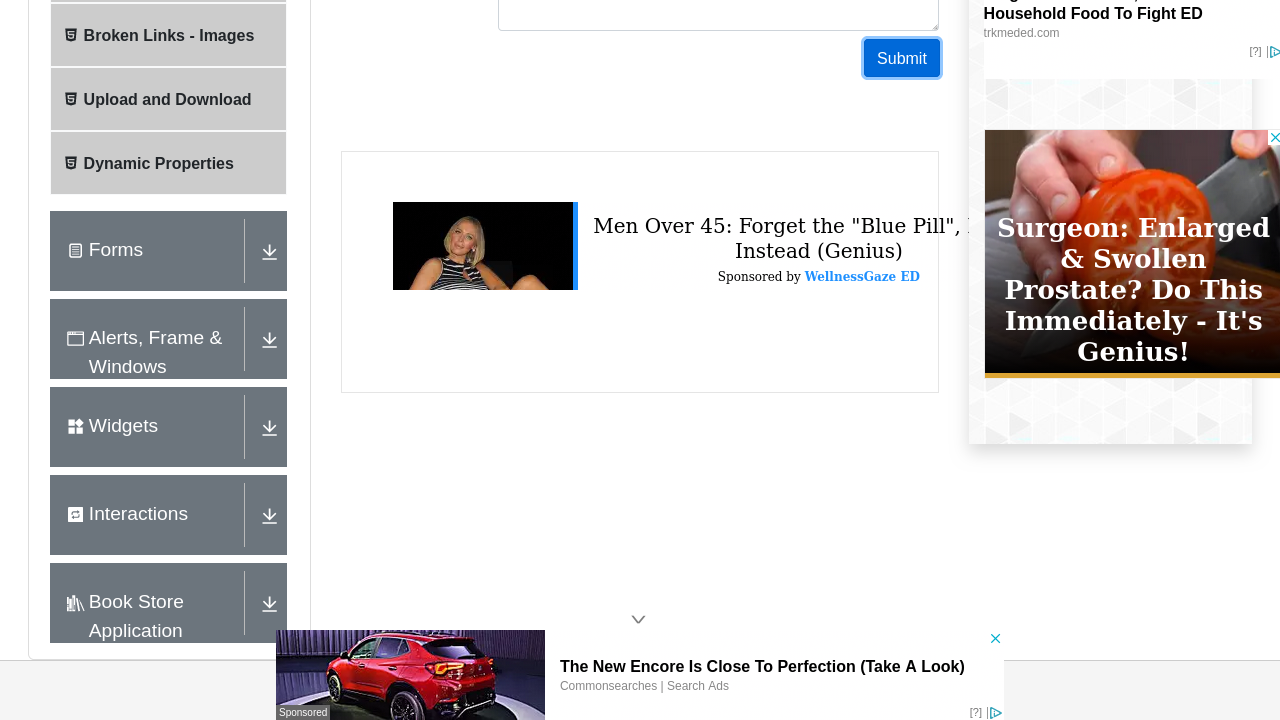 Broken Links - Images
Upload and Download
Dynamic Properties
Forms
Alerts, Frame &
Windows
Widgets
Interactions
Book Store
Application
Submit
Men Over 45: Forget the "Blue Pill",
Instead (Genius)
Sponsored by WellnessGaze ED
Household Food To Fight ED
trkmeded.com
[?]
Surgeon: Enlarged
& Swollen
Prostate? Do This
Immediately - It's
Genius!
The New Encore Is Close To Perfection (Take A Look)
Commonsearches | Search Ads
Sponsored
[?]